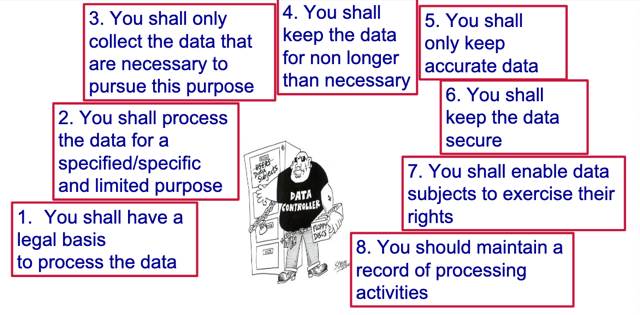 1. You shall have a
legal basis
to process the data
2. You shall process
the data for a
specified/specific
and limited purpose
3. You shall only
collect the data that
are necessary to
pursue this purpose
4. You shall
keep the data
for non longer
than necessary
5. You shall
only keep
accurate data
6. You shall
keep the data
secure
7. You shall enable data
subjects to exercise their
rights
8. You should maintain a
record of processing
activities
USERS
Data
Subjects
DATA
CONTROLLER
FLOPPY
DISCS